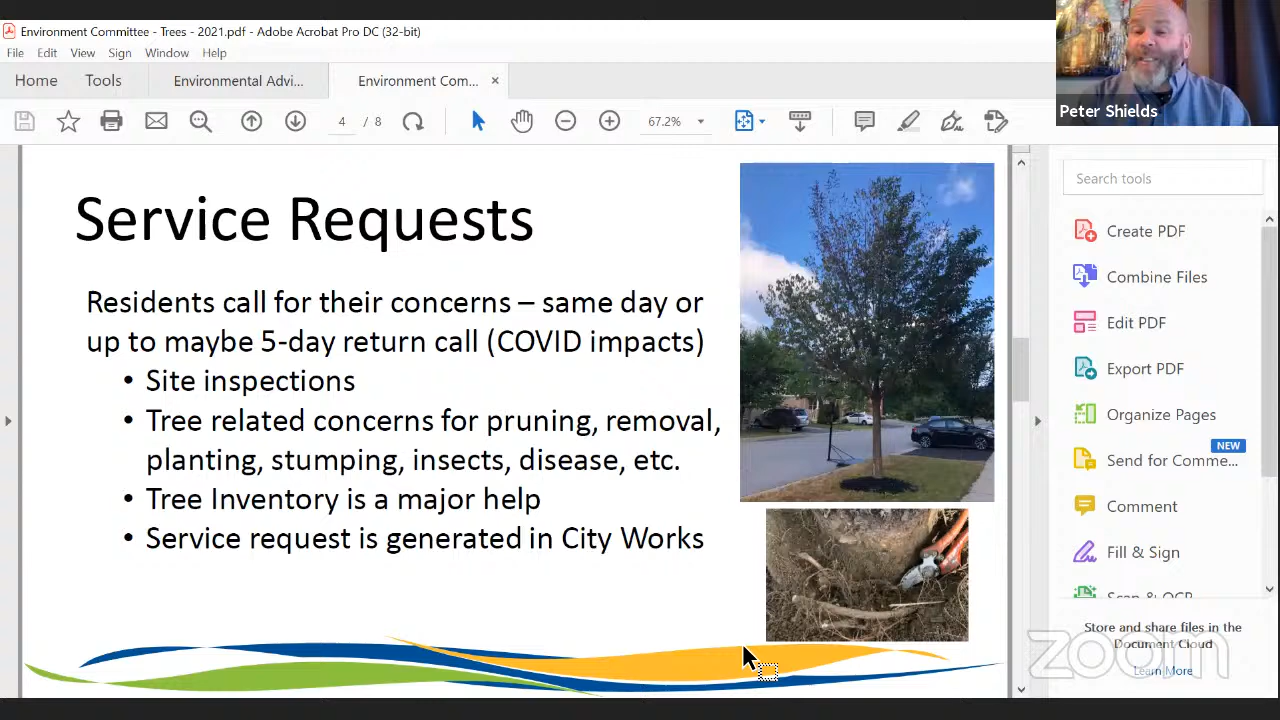 Environment Committee - Trees - 2021.pdf - Adobe Acrobat Pro DC (32-bit)
File Edit View Sign Window Help
Home Tools Environmental Advi... Environment Com... ×
4 / 8 67.2%
Peter Shields
Service Requests
Residents call for their concerns – same day or
up to maybe 5-day return call (COVID impacts)
• Site inspections
• Tree related concerns for pruning, removal,
planting, stumping, insects, disease, etc.
• Tree Inventory is a major help
• Service request is generated in City Works
Search tools
Create PDF
Combine Files
Edit PDF
Export PDF
Organize Pages
NEW
Send for Comme...
Comment
Fill & Sign
Scan & OCR
Store and share files in the
Document Cloud
Learn More
zoom